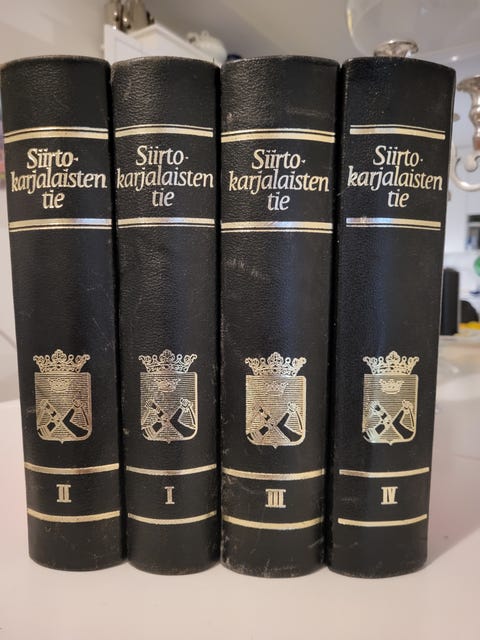 Siirto-
karjalaisten
tie
II
Siirto-
karjalaisten
tie
I
Siirto-
karjalaisten
tie
III
Siirto-
karjalaisten
tie
IV